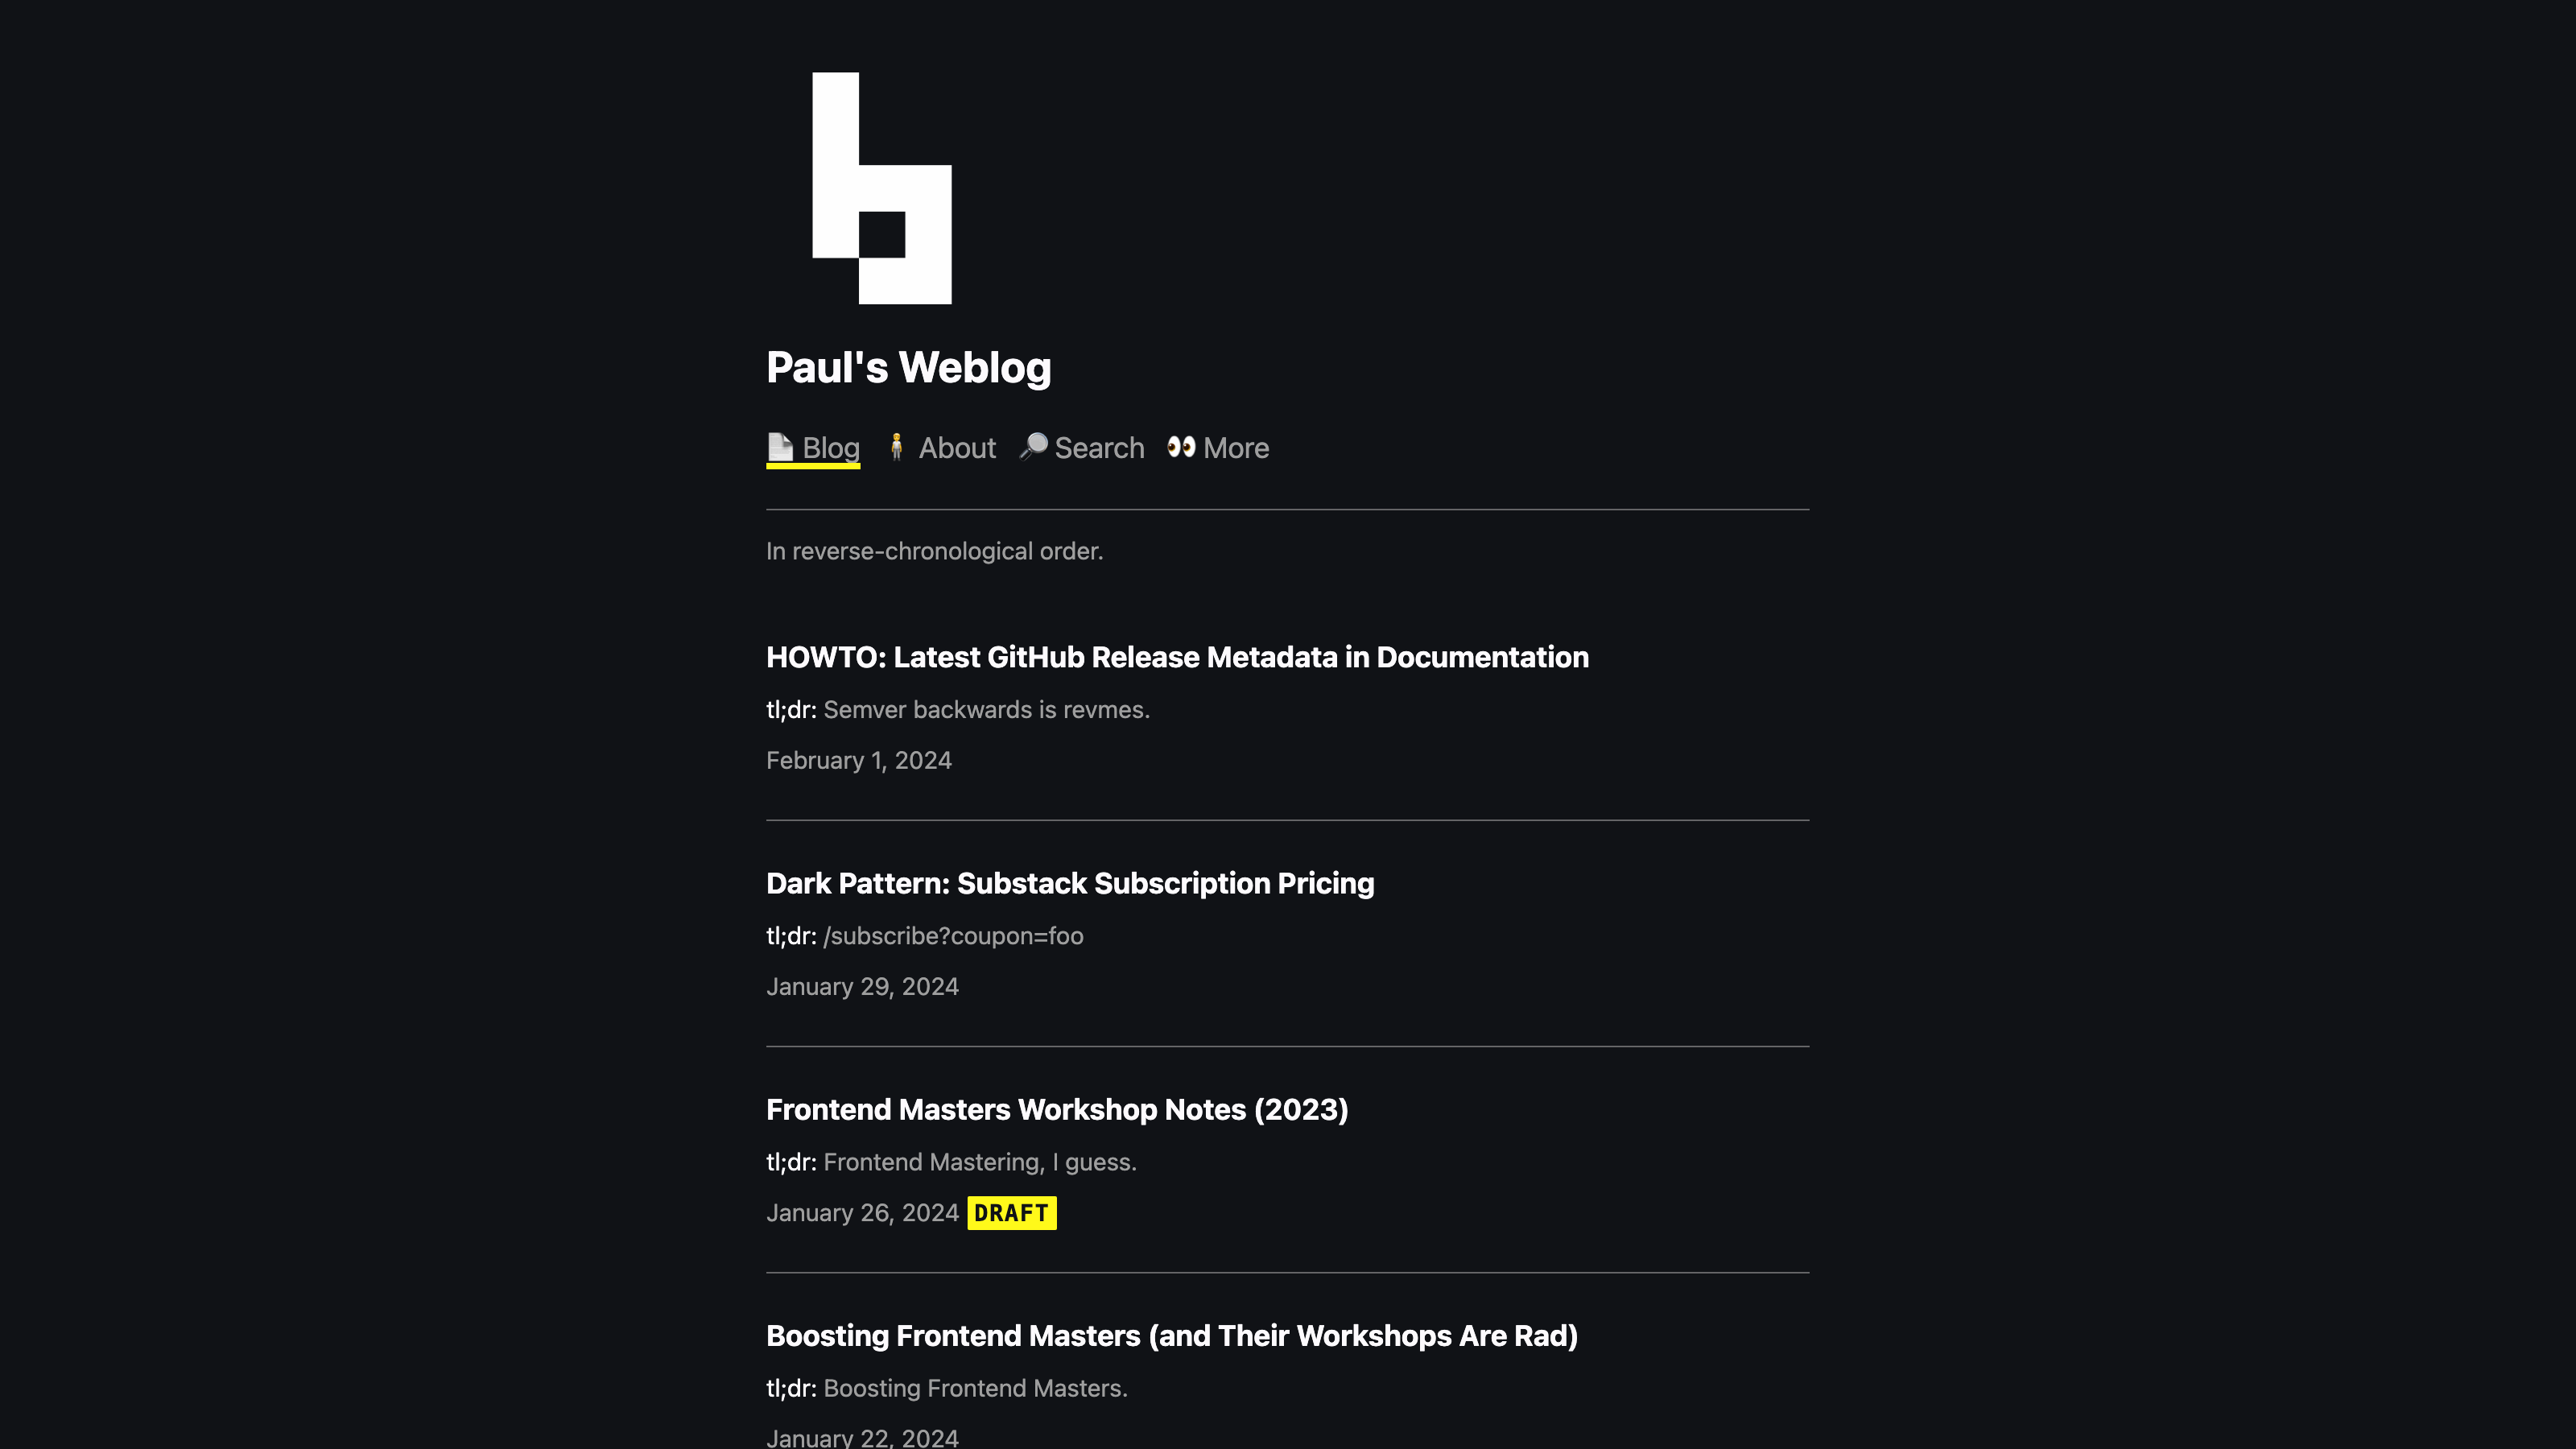 Paul's Weblog
Blog About Search More
In reverse-chronological order.
HOWTO: Latest GitHub Release Metadata in Documentation
tl;dr: Semver backwards is revmes.
February 1, 2024
Dark Pattern: Substack Subscription Pricing
tl;dr: /subscribe?coupon=foo
January 29, 2024
Frontend Masters Workshop Notes (2023)
tl;dr: Frontend Mastering, I guess.
January 26, 2024 DRAFT
Boosting Frontend Masters (and Their Workshops Are Rad)
tl;dr: Boosting Frontend Masters.
January 22, 2024